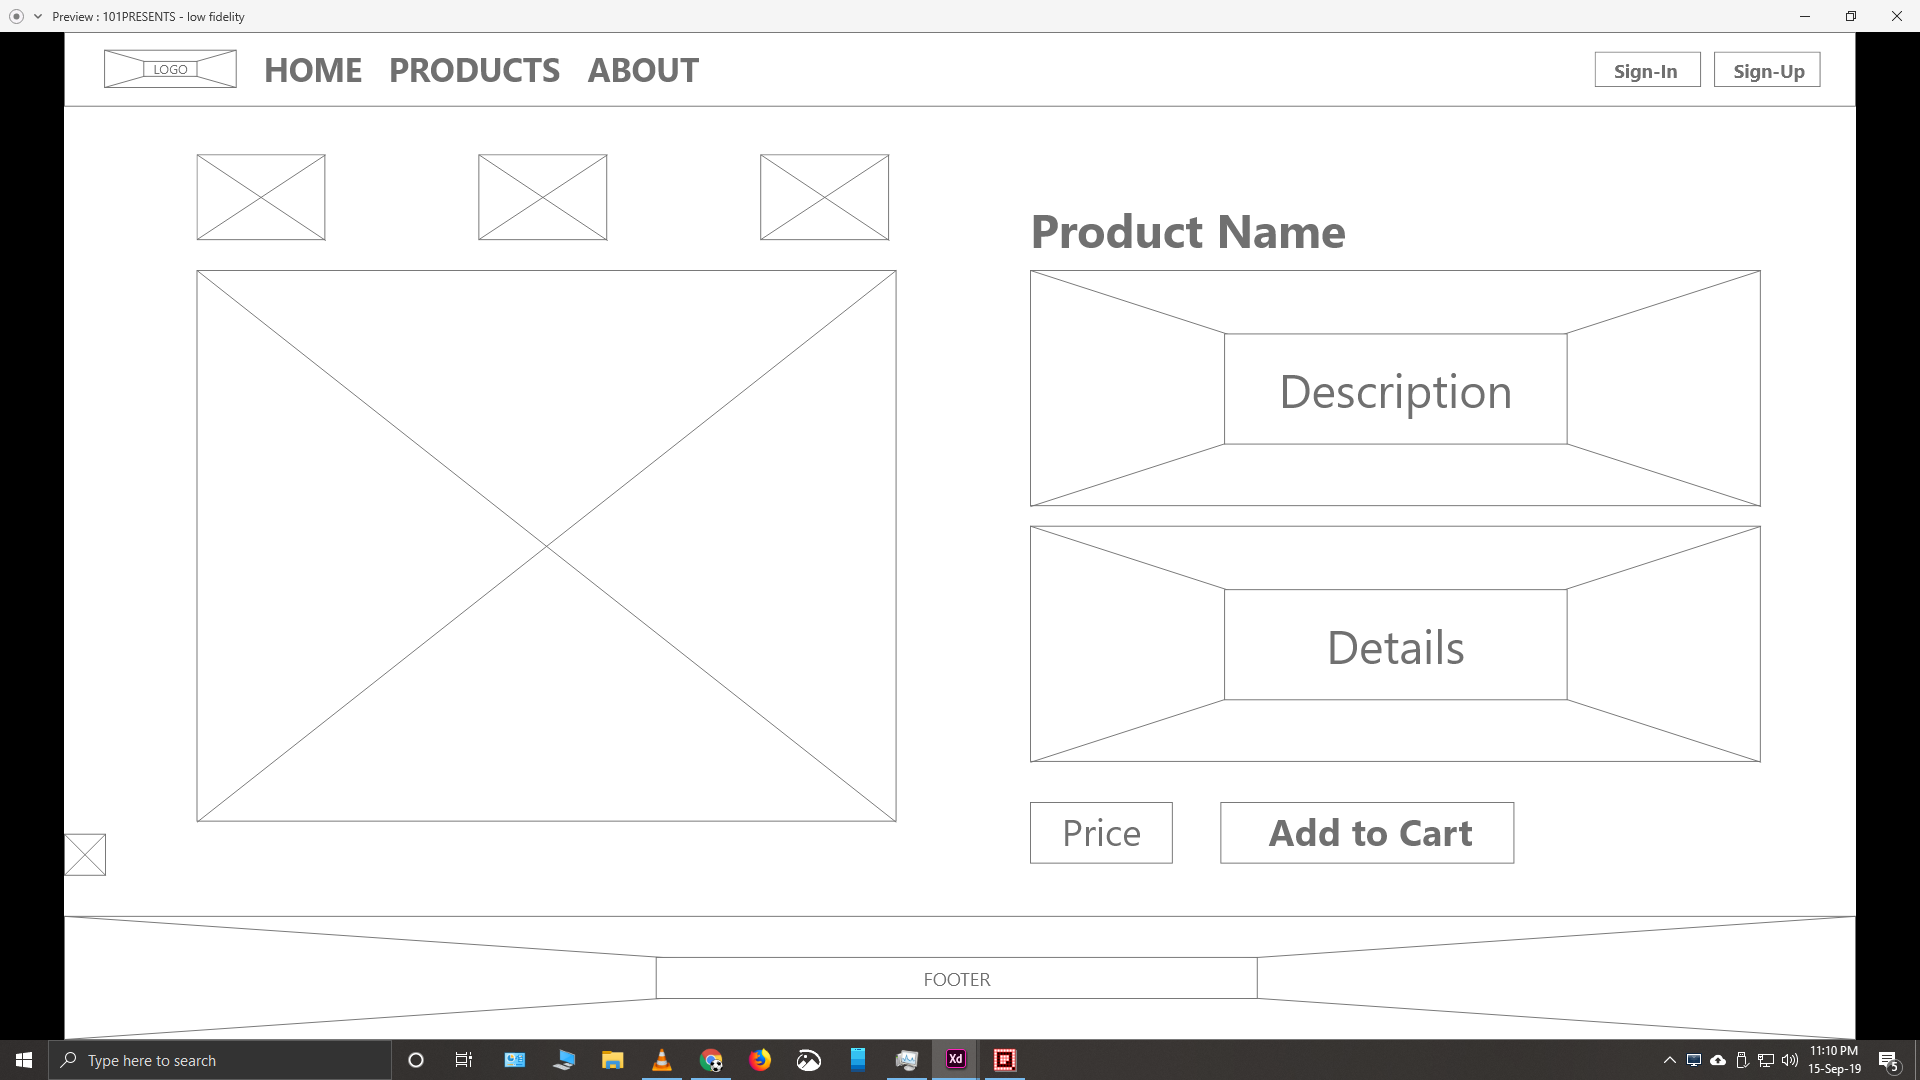 Preview : 101PRESENTS - low fidelity
LOGO HOME PRODUCTS ABOUT Sign-In Sign-Up
Product Name
Description
Details
Price Add to Cart
FOOTER
Type here to search
Xd
11:10 PM
15-Sep-19
5